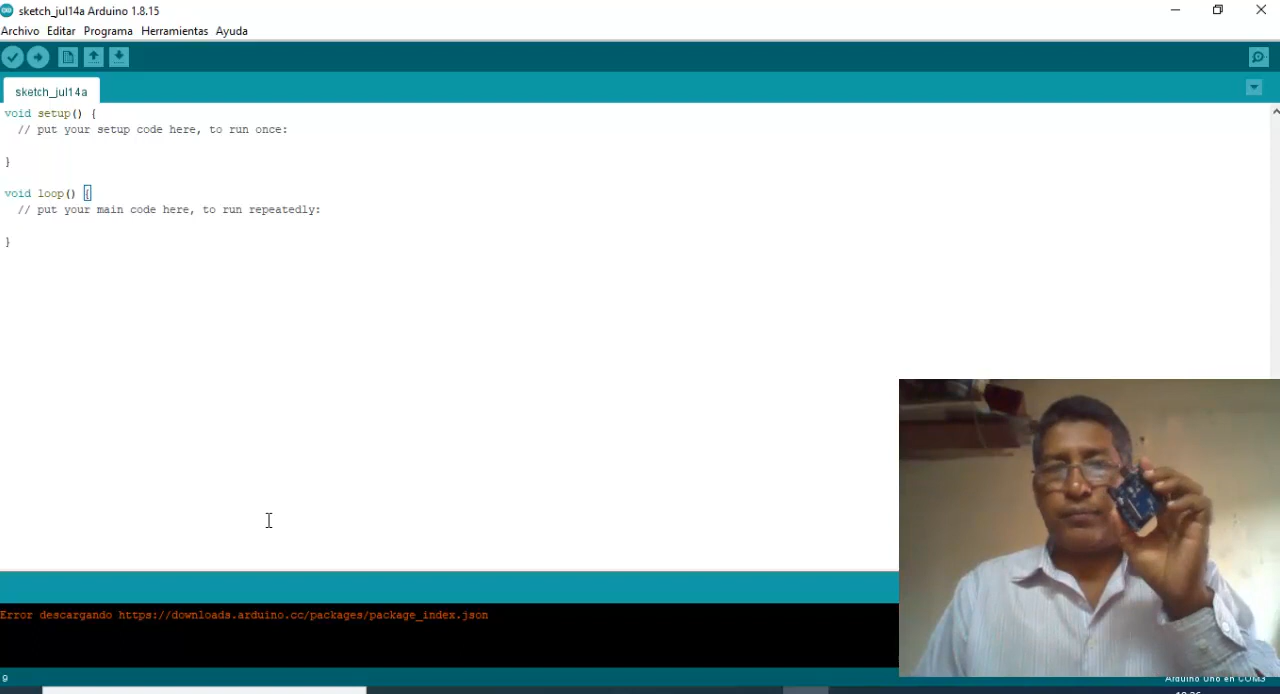 sketch_jul14a Arduino 1.8.15
Archivo Editar Programa Herramientas Ayuda
sketch_jul14a
void setup() {
// put your setup code here, to run once:
}
void loop() {
// put your main code here, to run repeatedly:
}
Error descargando https://downloads.arduino.cc/packages/package_index.json
9
Arduino Uno en COM3